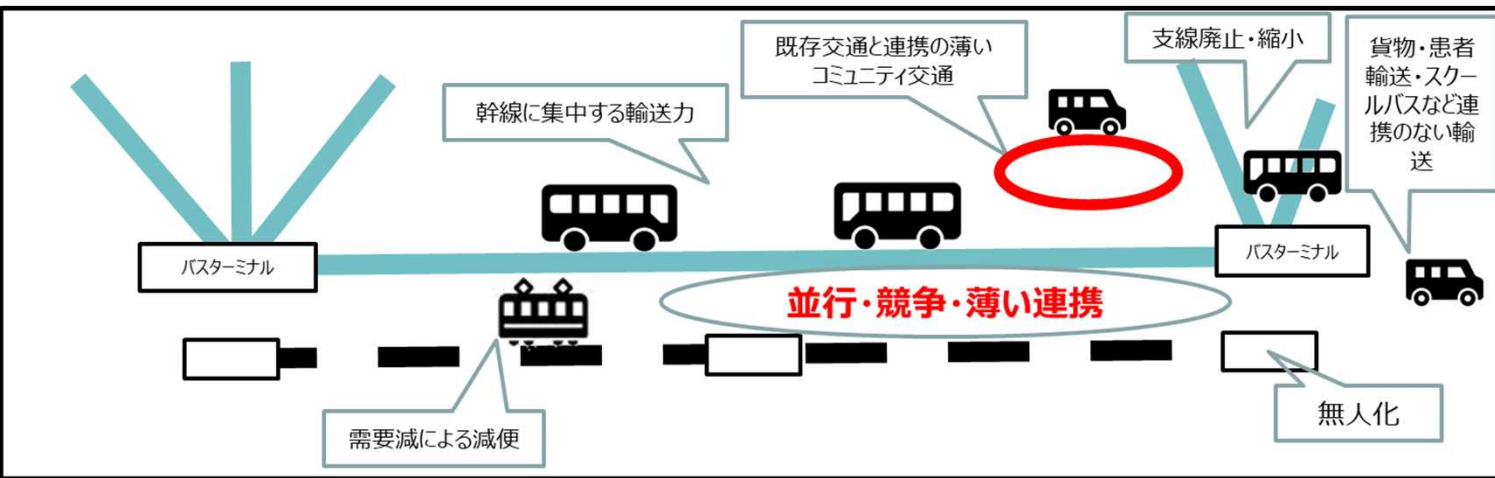 既存交通と連携の薄い
コミュニティ交通
支線廃止・縮小
貨物・患者
輸送・スクー
ルバスなど連
携のない輸
送
幹線に集中する輸送力
バスターミナル
バスターミナル
並行・競争・薄い連携
需要減による減便
無人化